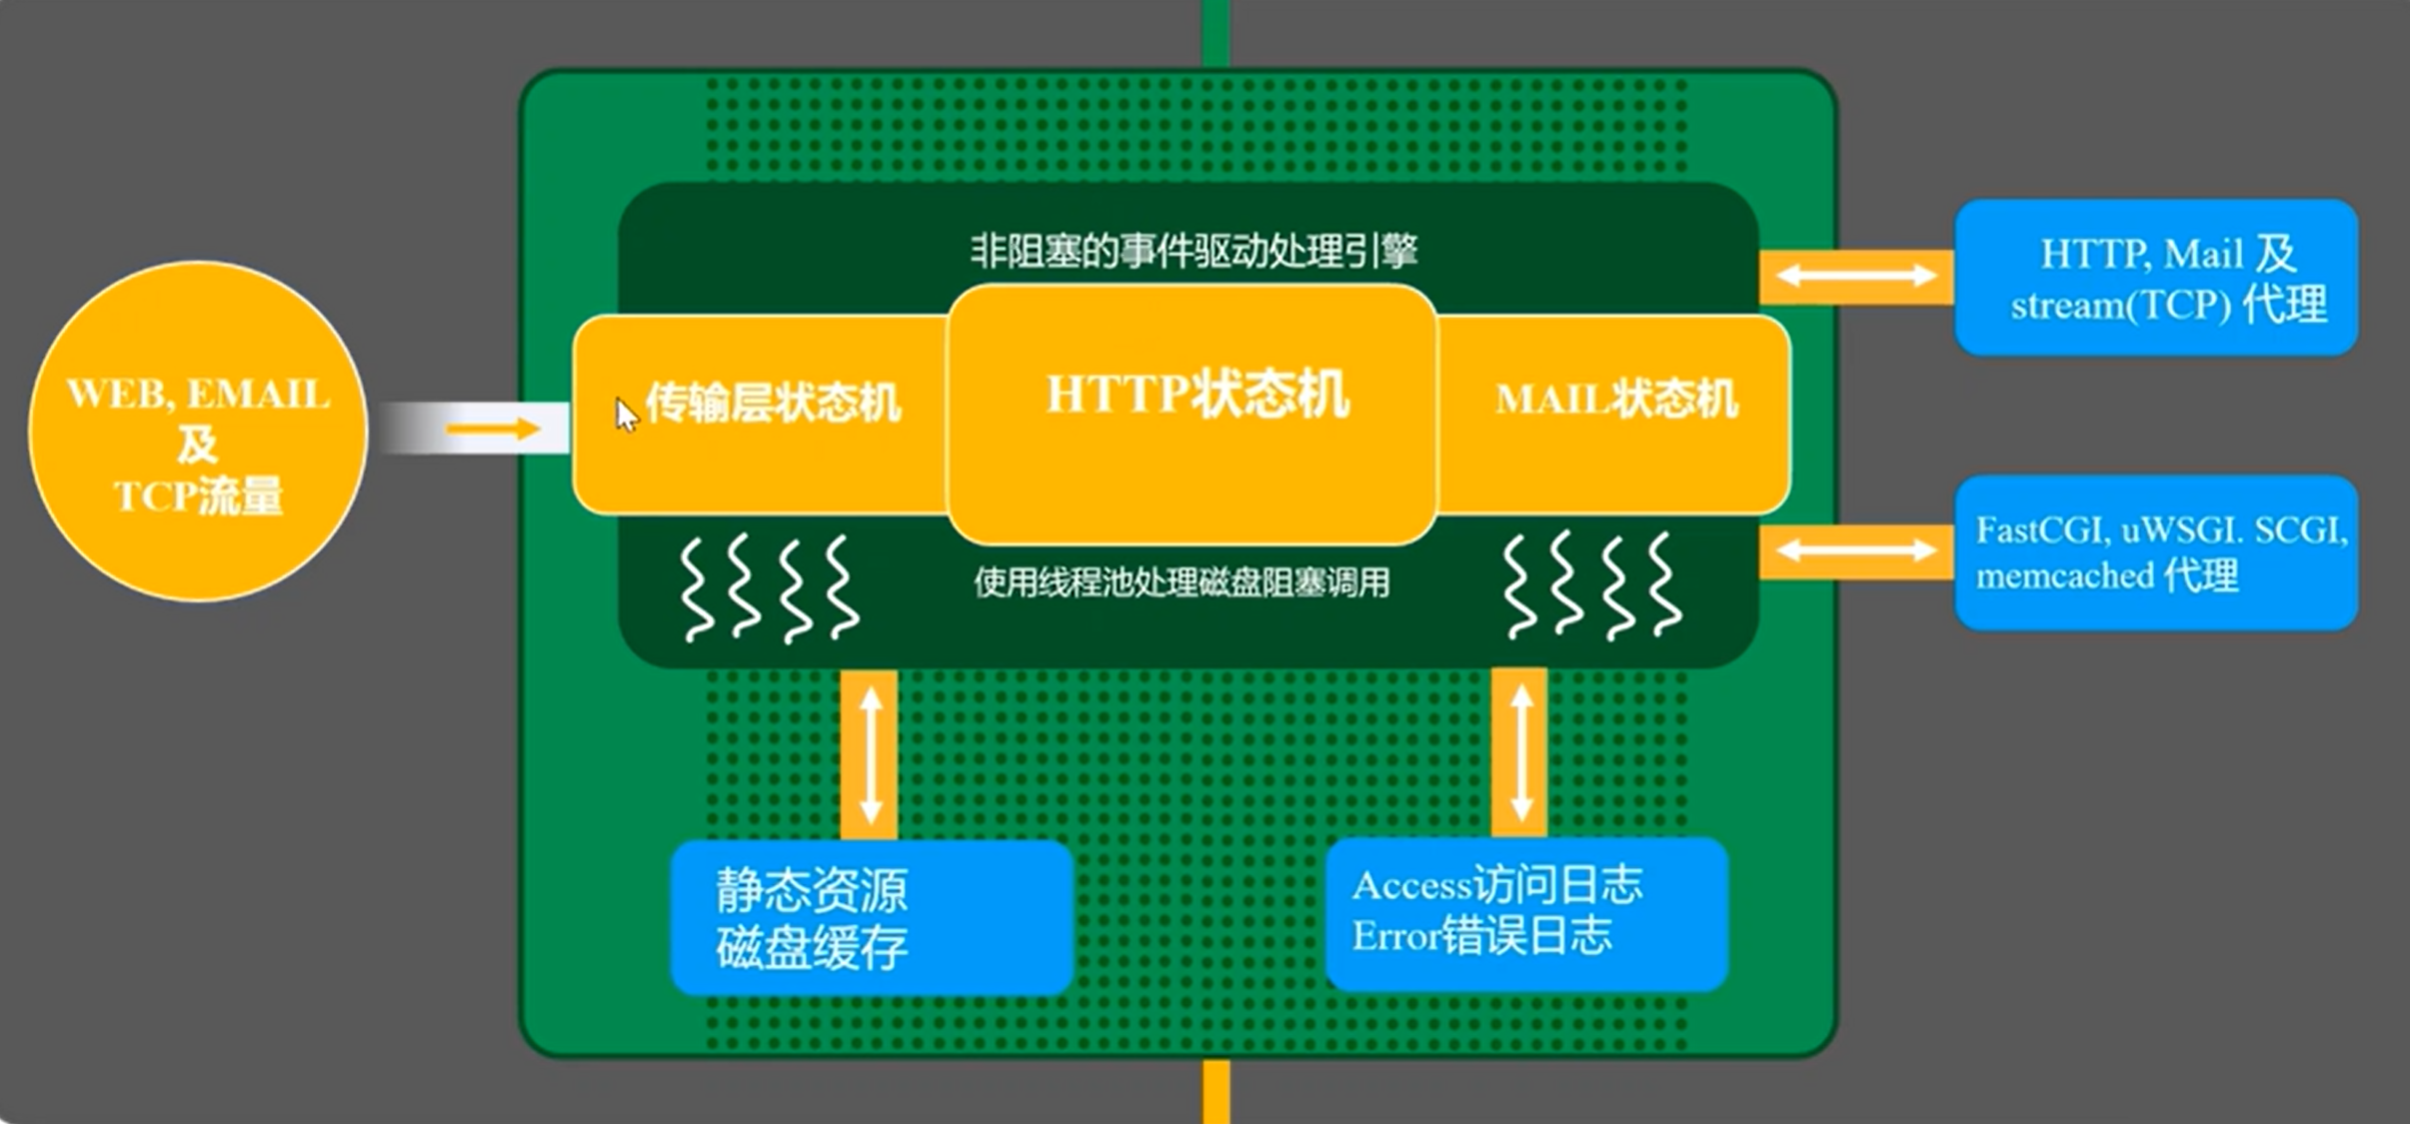 非阻塞的事件驱动处理引擎
WEB, EMAIL
及
TCP流量
传输层状态机
HTTP状态机
MAIL状态机
使用线程池处理磁盘阻塞调用
HTTP, Mail 及
stream(TCP) 代理
FastCGI, uWSGI. SCGI,
memcached 代理
静态资源
磁盘缓存
Access访问日志
Error错误日志